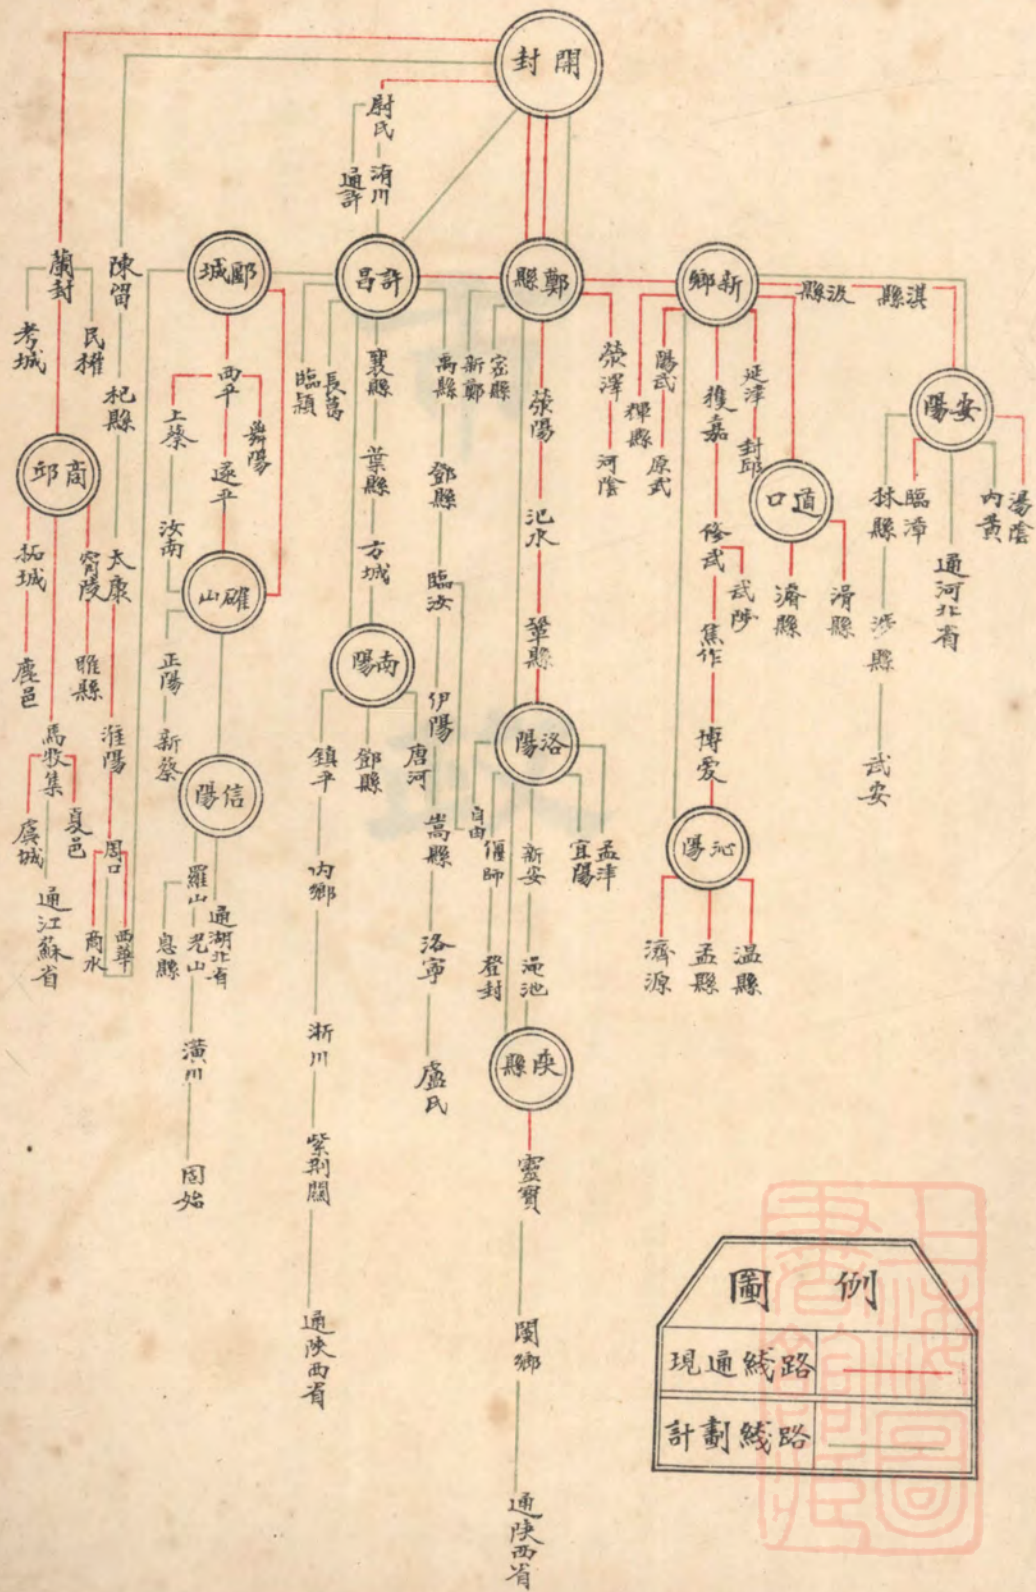 開封
尉氏
洧川
通許
蘭封
考城
民權
陳留
杞縣
太康
淮陽
周口
商水
西華
商邱
柘城
鹿邑
甯陵
睢縣
馬牧集
虞城
夏邑
通江蘇省
郾城
西平
上蔡
汝南
舞陽
遂平
確山
正陽
新蔡
信陽
羅山
息縣
光山
通湖北省
潢川
固始
許昌
臨潁
長葛
襄縣
葉縣
方城
禹縣
鄧縣
臨汝
伊陽
嵩縣
洛寧
盧氏
自由
南陽
鎮平
鄧縣
唐河
内鄉
淅川
紫荆關
通陝西省
鄭縣
新鄭
密縣
滎陽
汜水
鞏縣
滎澤
河陰
洛陽
偃師
登封
新安
澠池
宜陽
孟津
陝縣
靈寶
閿鄉
通陝西省
新鄉
輝縣
陽武
原武
獲嘉
修武
武陟
焦作
博愛
延津
封邱
道口
濬縣
滑縣
沁陽
濟源
孟縣
温縣
汲縣
淇縣
安陽
林縣
涉縣
武安
臨漳
通河北省
内黄
湯陰
圖例
現通綫路
計劃綫路